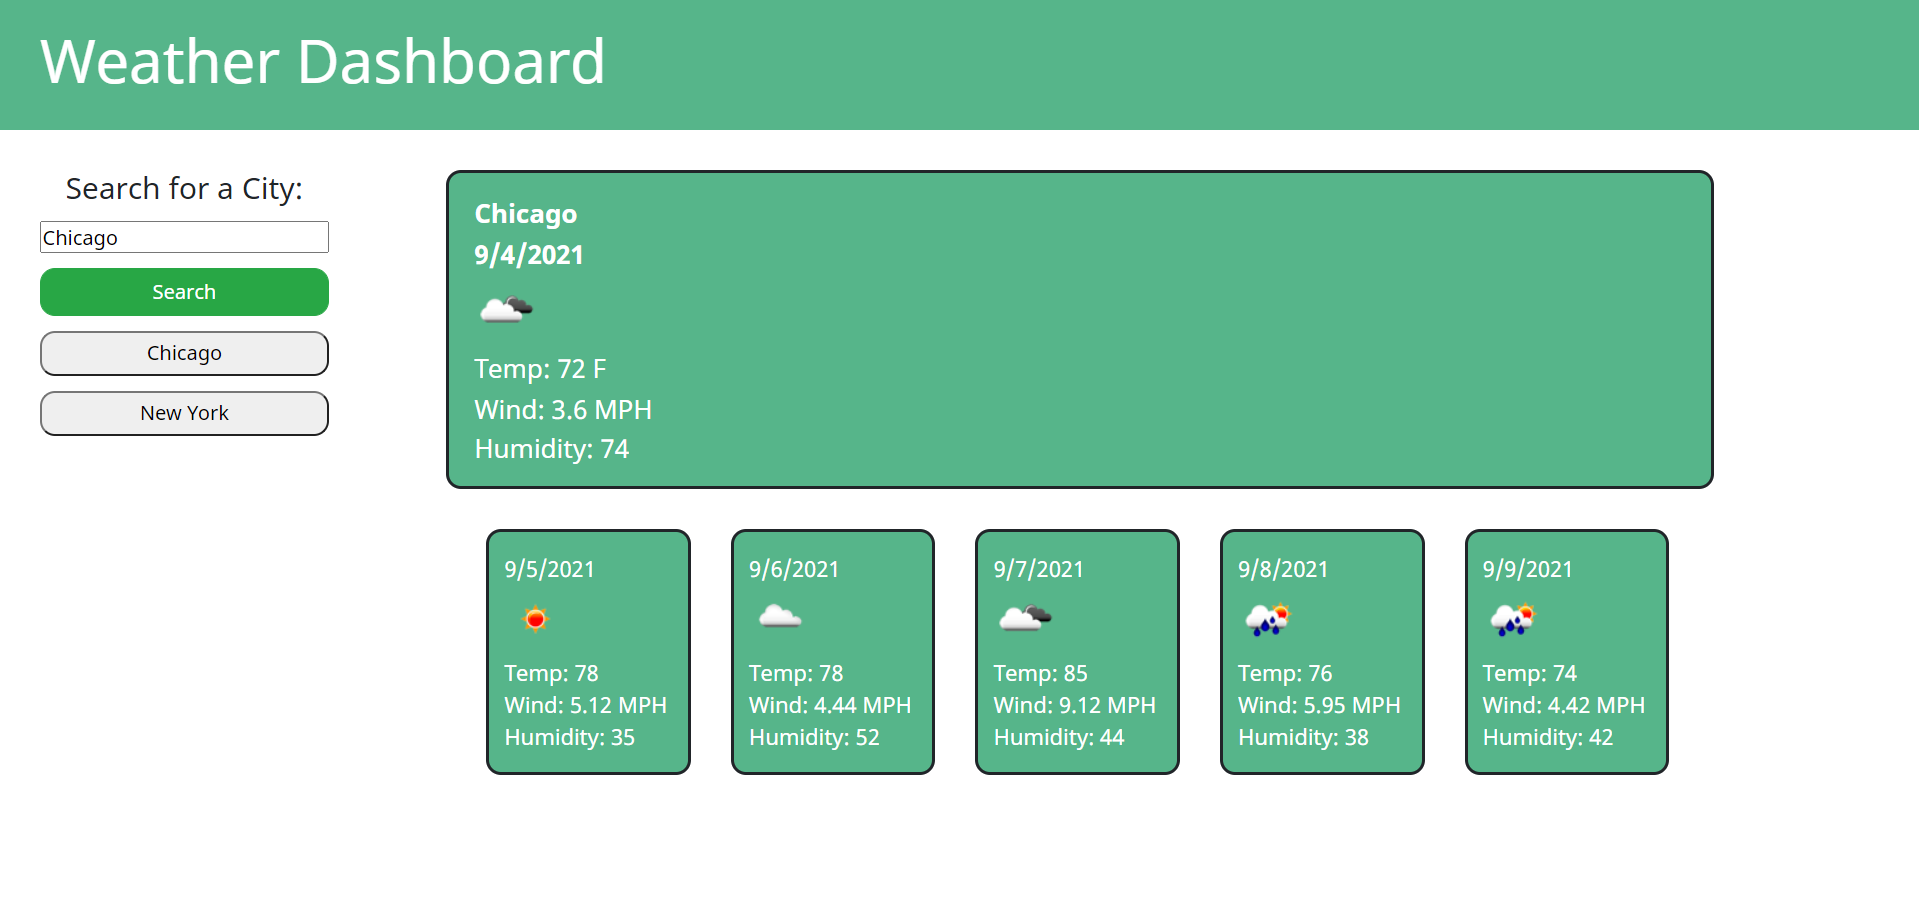 Weather Dashboard
Search for a City:
Chicago
Search
Chicago
New York
Chicago
9/4/2021
Temp: 72 F
Wind: 3.6 MPH
Humidity: 74
9/5/2021
Temp: 78
Wind: 5.12 MPH
Humidity: 35
9/6/2021
Temp: 78
Wind: 4.44 MPH
Humidity: 52
9/7/2021
Temp: 85
Wind: 9.12 MPH
Humidity: 44
9/8/2021
Temp: 76
Wind: 5.95 MPH
Humidity: 38
9/9/2021
Temp: 74
Wind: 4.42 MPH
Humidity: 42